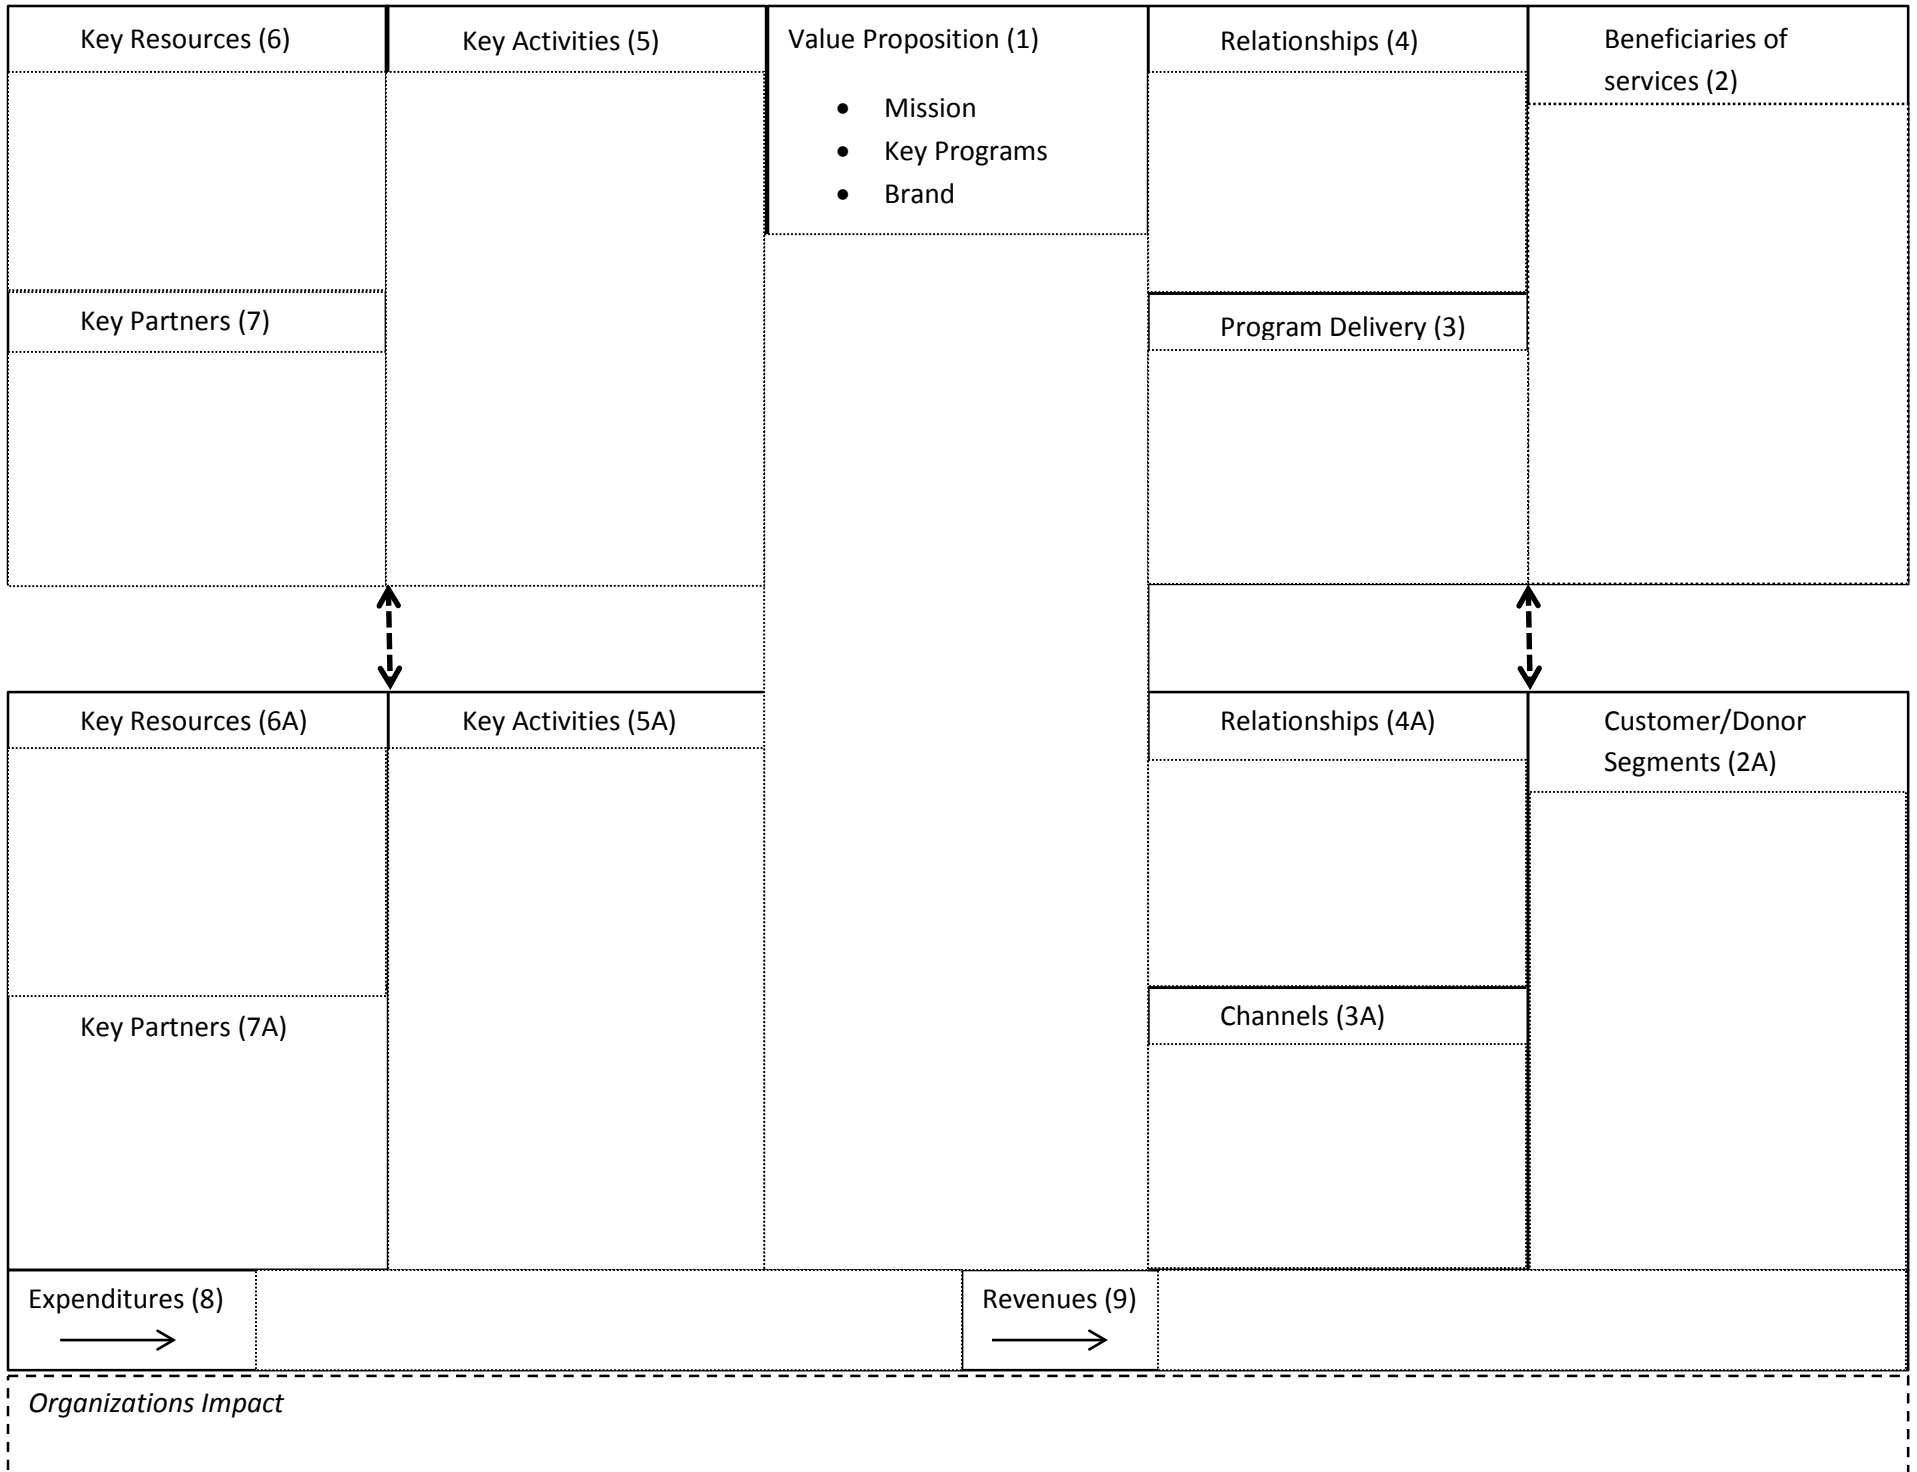 Key Resources (6)
Key Activities (5)
Value Proposition (1)
• Mission
• Key Programs
• Brand
Relationships (4)
Beneficiaries of
services (2)
Key Partners (7)
Program Delivery (3)
Key Resources (6A)
Key Activities (5A)
Relationships (4A)
Customer/Donor
Segments (2A)
Key Partners (7A)
Channels (3A)
Expenditures (8)
Revenues (9)
Organizations Impact